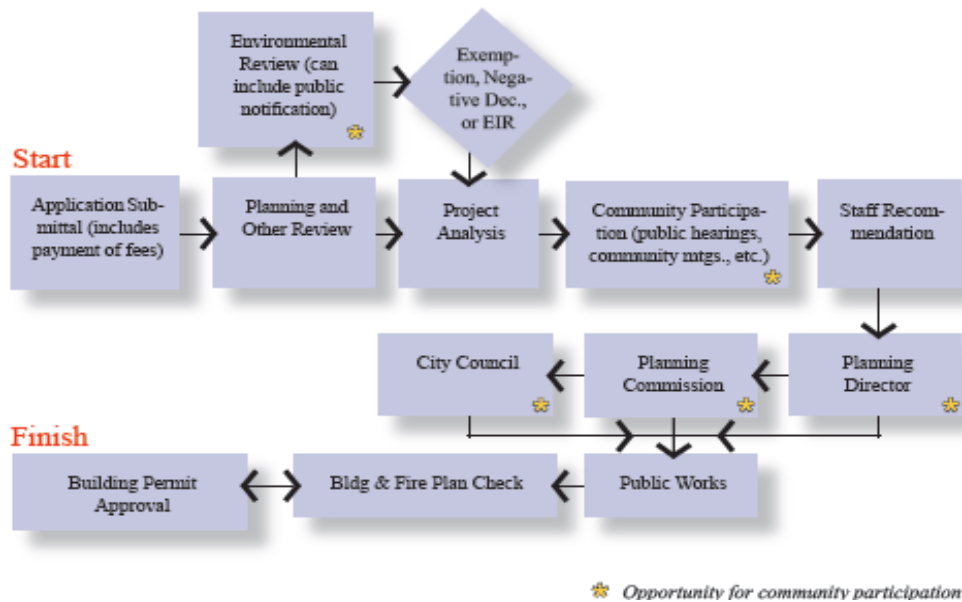 Environmental
Review (can
include public
notification)
Exemp-
tion, Negative
Dec.,
or EIR
Start
Application Sub-
mittal (includes
payment of fees)
Planning and
Other Review
Project
Analysis
Community Participa-
tion (public hearings,
community mtgs., etc.)
Staff Recom-
mendation
City Council
Planning
Commission
Planning
Director
Finish
Building Permit
Approval
Bldg & Fire Plan Check
Public Works
Opportunity for community participation